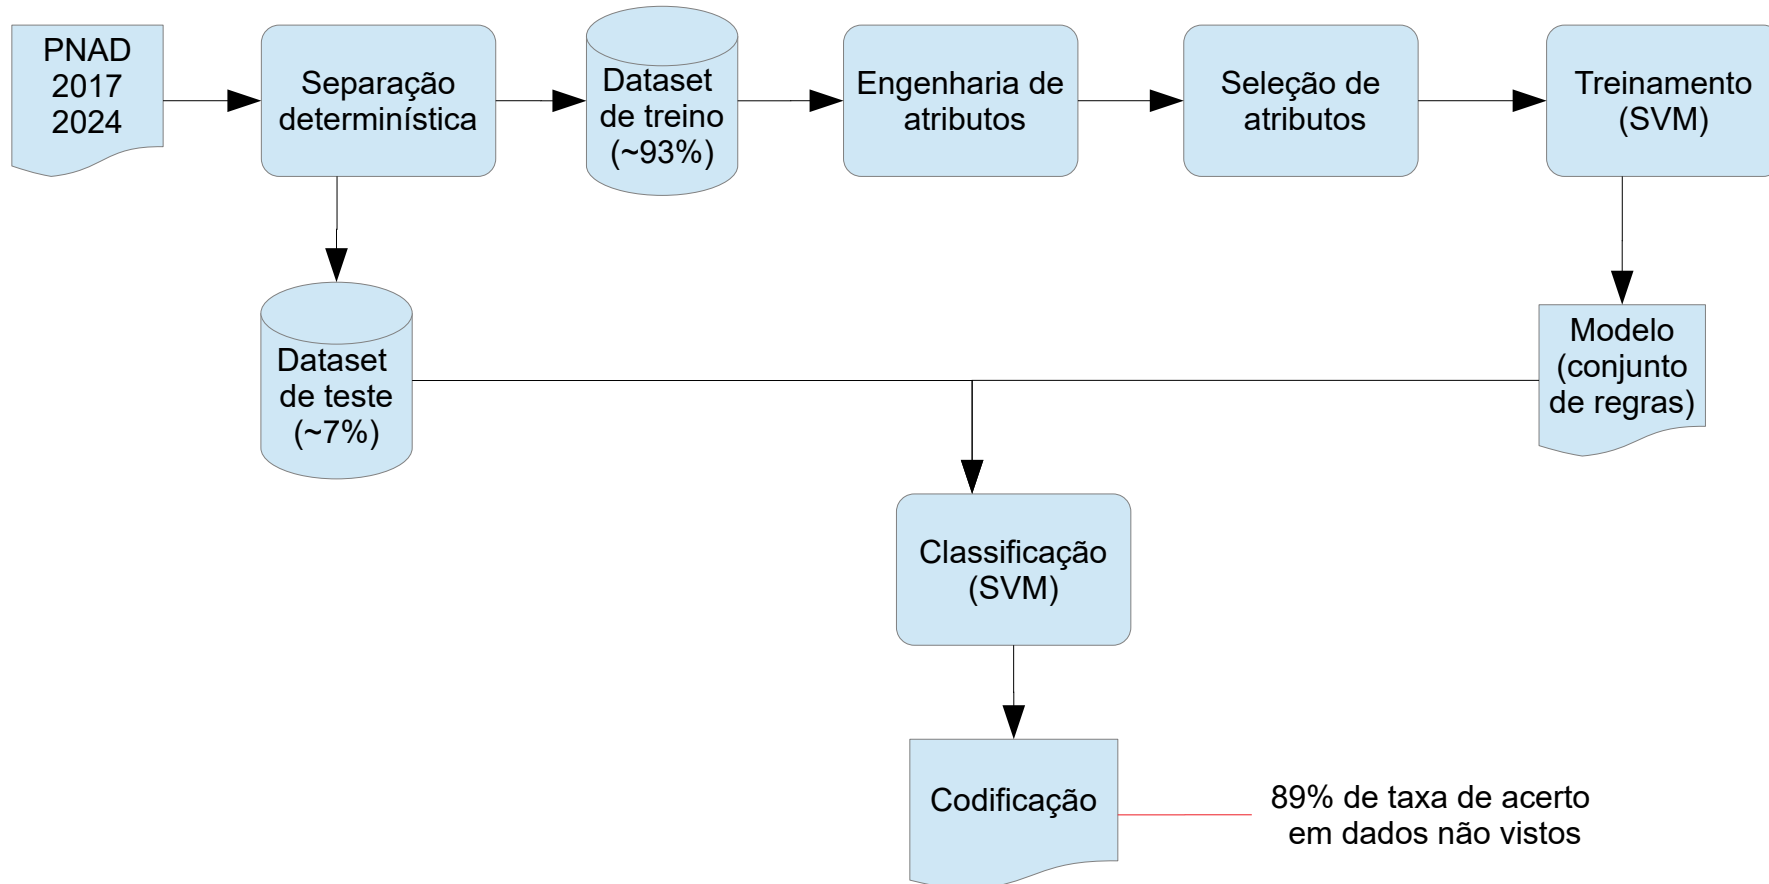 PNAD
2017
2024
Separação
determinística
Dataset
de treino
(~93%)
Engenharia de
atributos
Seleção de
atributos
Treinamento
(SVM)
Dataset
de teste
(~7%)
Modelo
(conjunto
de regras)
Classificação
(SVM)
Codificação
89% de taxa de acerto
em dados não vistos